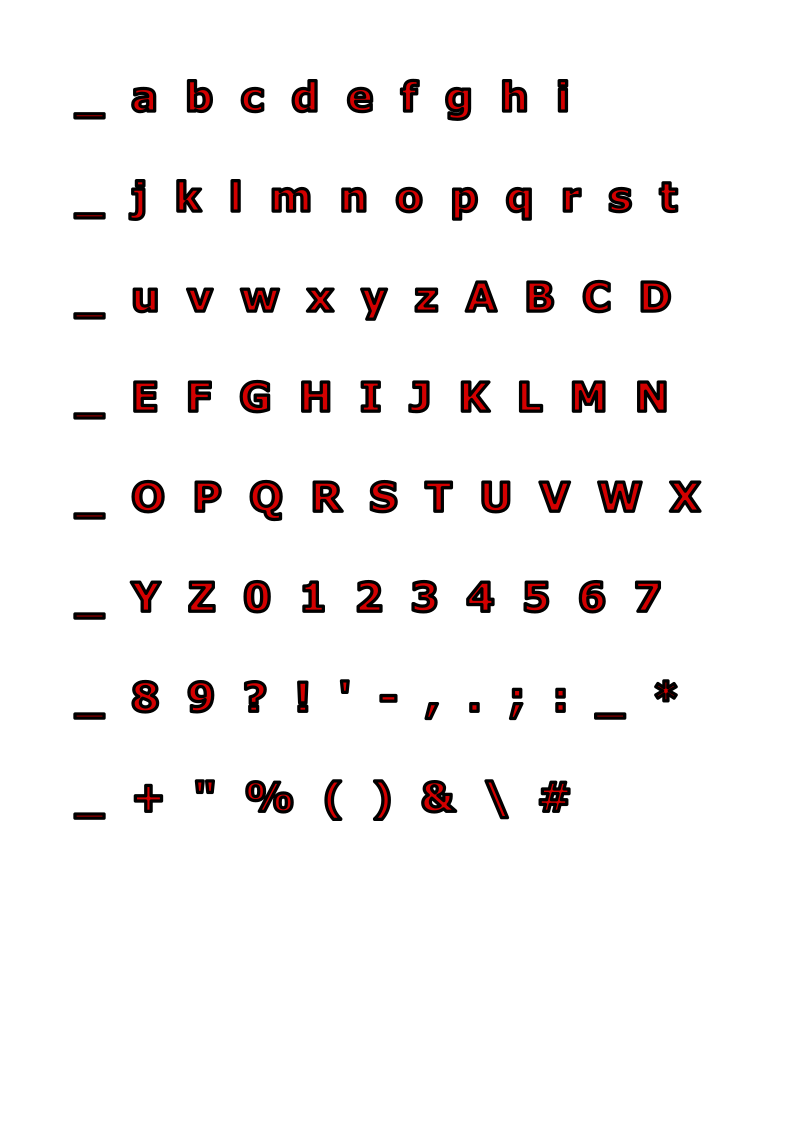 _ a b c d e f g h i
_ j k l m n o p q r s t
_ u v w x y z A B C D
_ E F G H I J K L M N
_ O P Q R S T U V W X
_ Y Z 0 1 2 3 4 5 6 7
_ 8 9 ? ! ' - , . ; : _ *
_ + " % ( ) & \ #